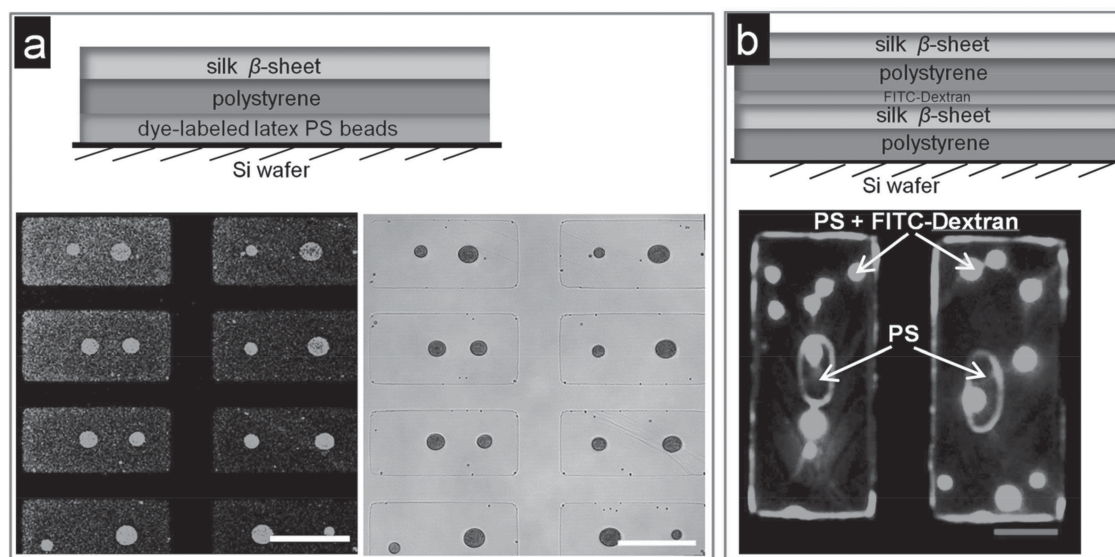 a
silk β-sheet
polystyrene
dye-labeled latex PS beads
Si wafer
b
silk β-sheet
polystyrene
FITC-Dextran
silk β-sheet
polystyrene
Si wafer
PS + FITC-Dextran
PS